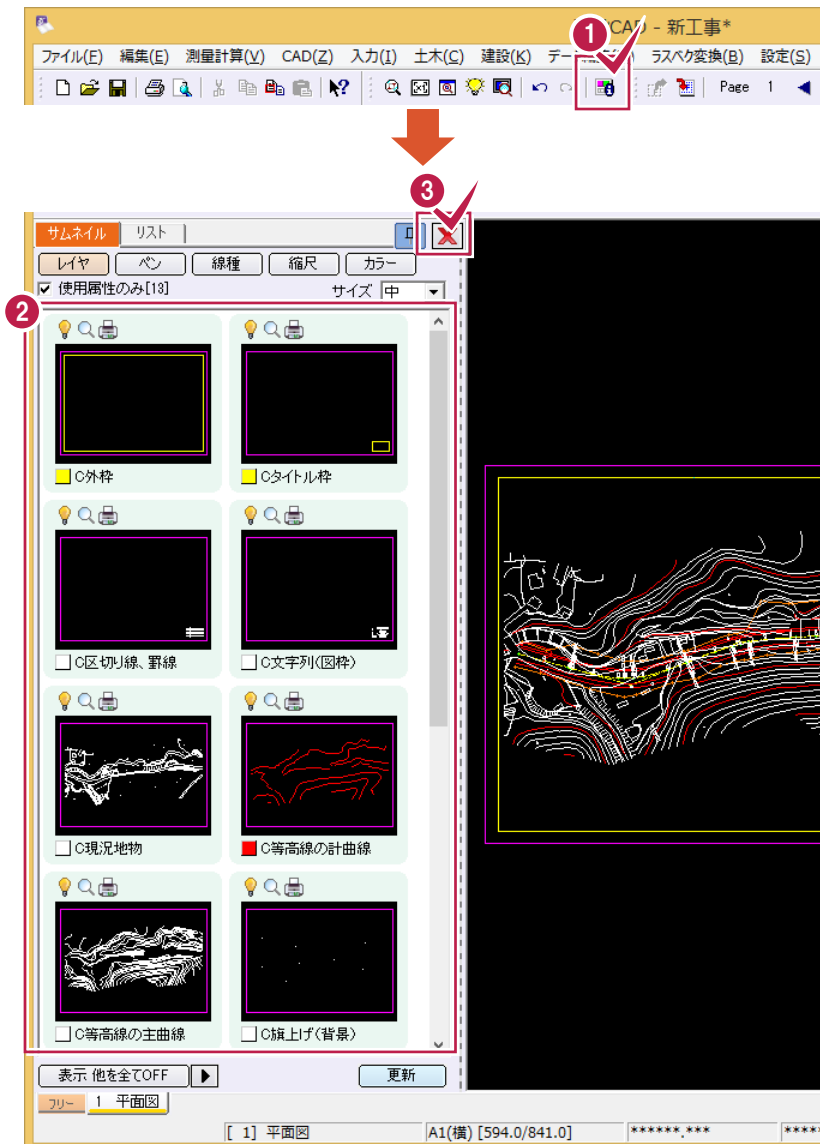 CAD - 新工事*
1
ファイル(F) 編集(E) 測量計算(V) CAD(Z) 入力(I) 土木(C) 建設(K) デー ラスベク変換(B) 設定(S)
Page 1
3
サムネイル リスト
レイヤ ペン 線種 縮尺 カラー
使用属性のみ[13] サイズ 中
2
C外枠 Cタイトル枠
C区切り線、罫線 C文字列(図枠)
C現況地物 C等高線の計曲線
C等高線の主曲線 C旗上げ(背景)
表示 他を全てOFF 更新
フリー 1 平面図
[ 1] 平面図 A1(横) [594.0/841.0] ******.*** ****